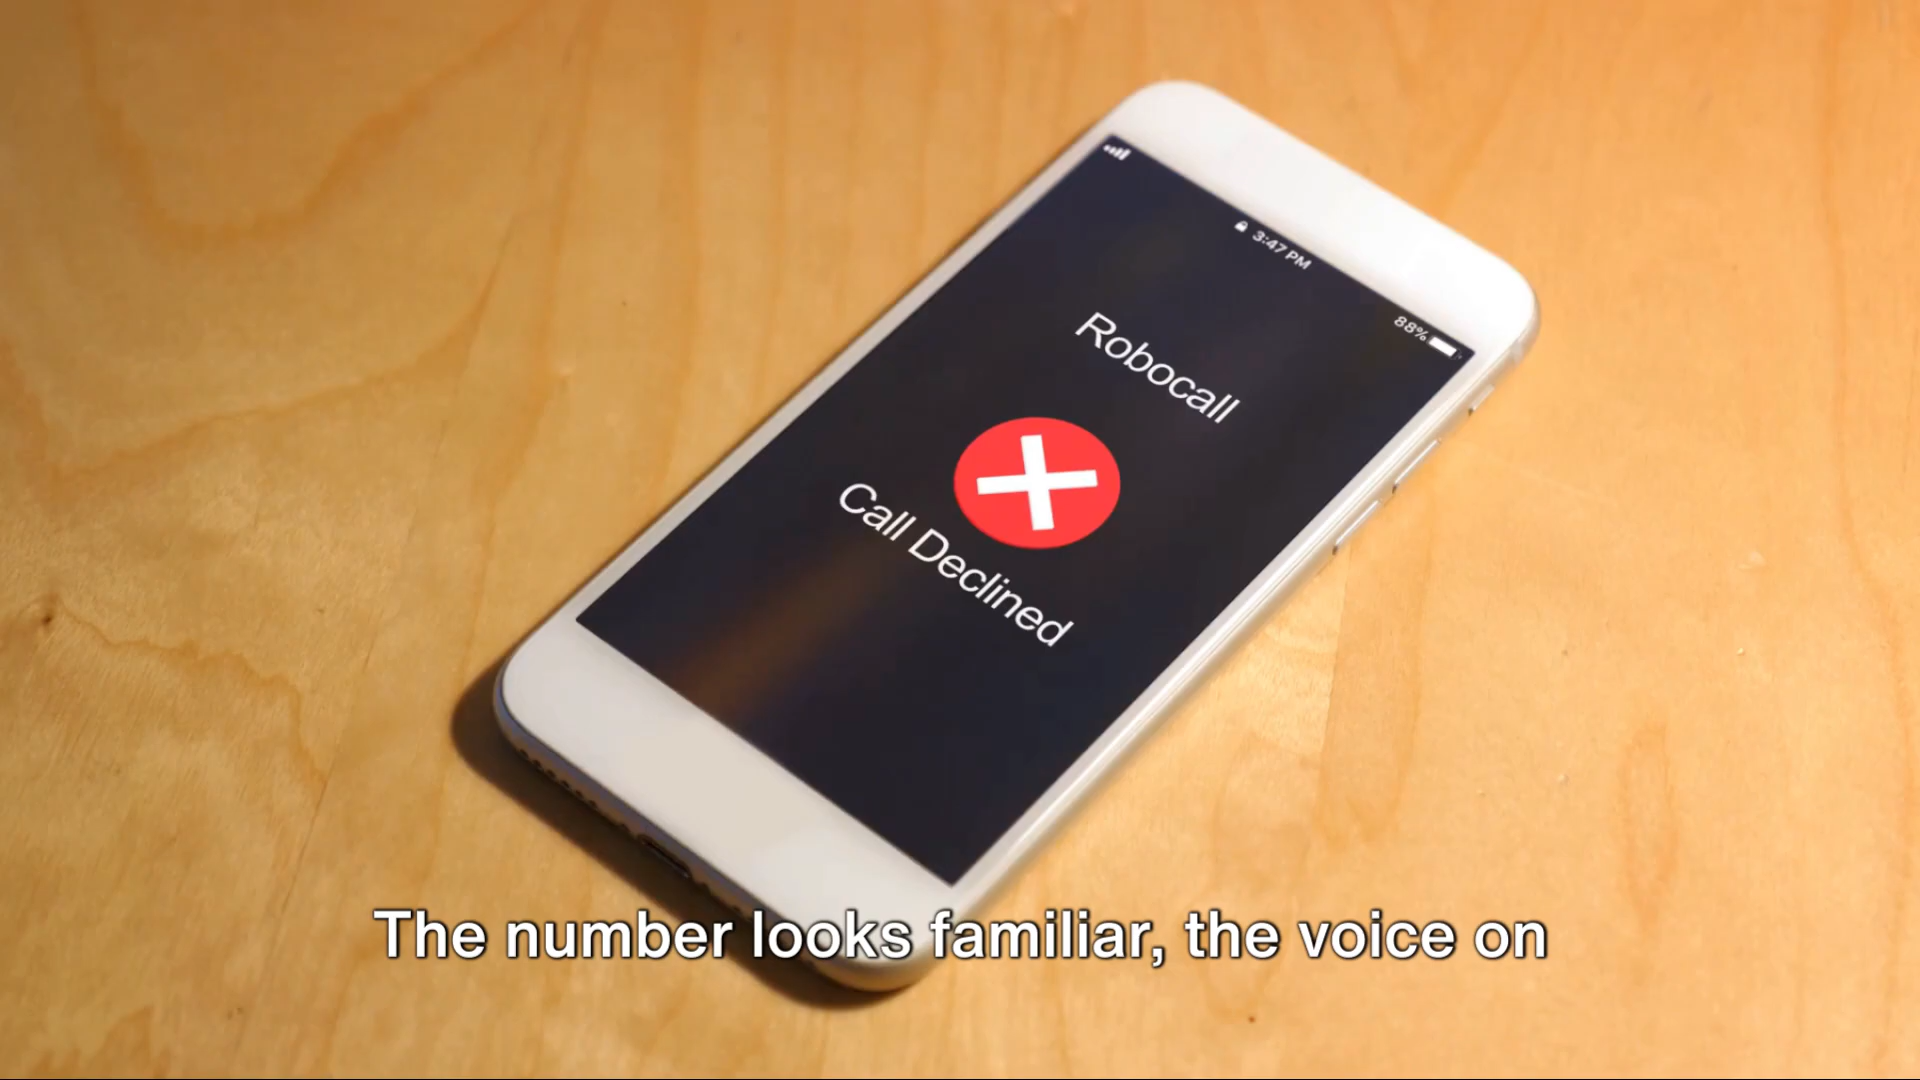 3:47 PM
88%
Robocall
Call Declined
The number looks familiar, the voice on